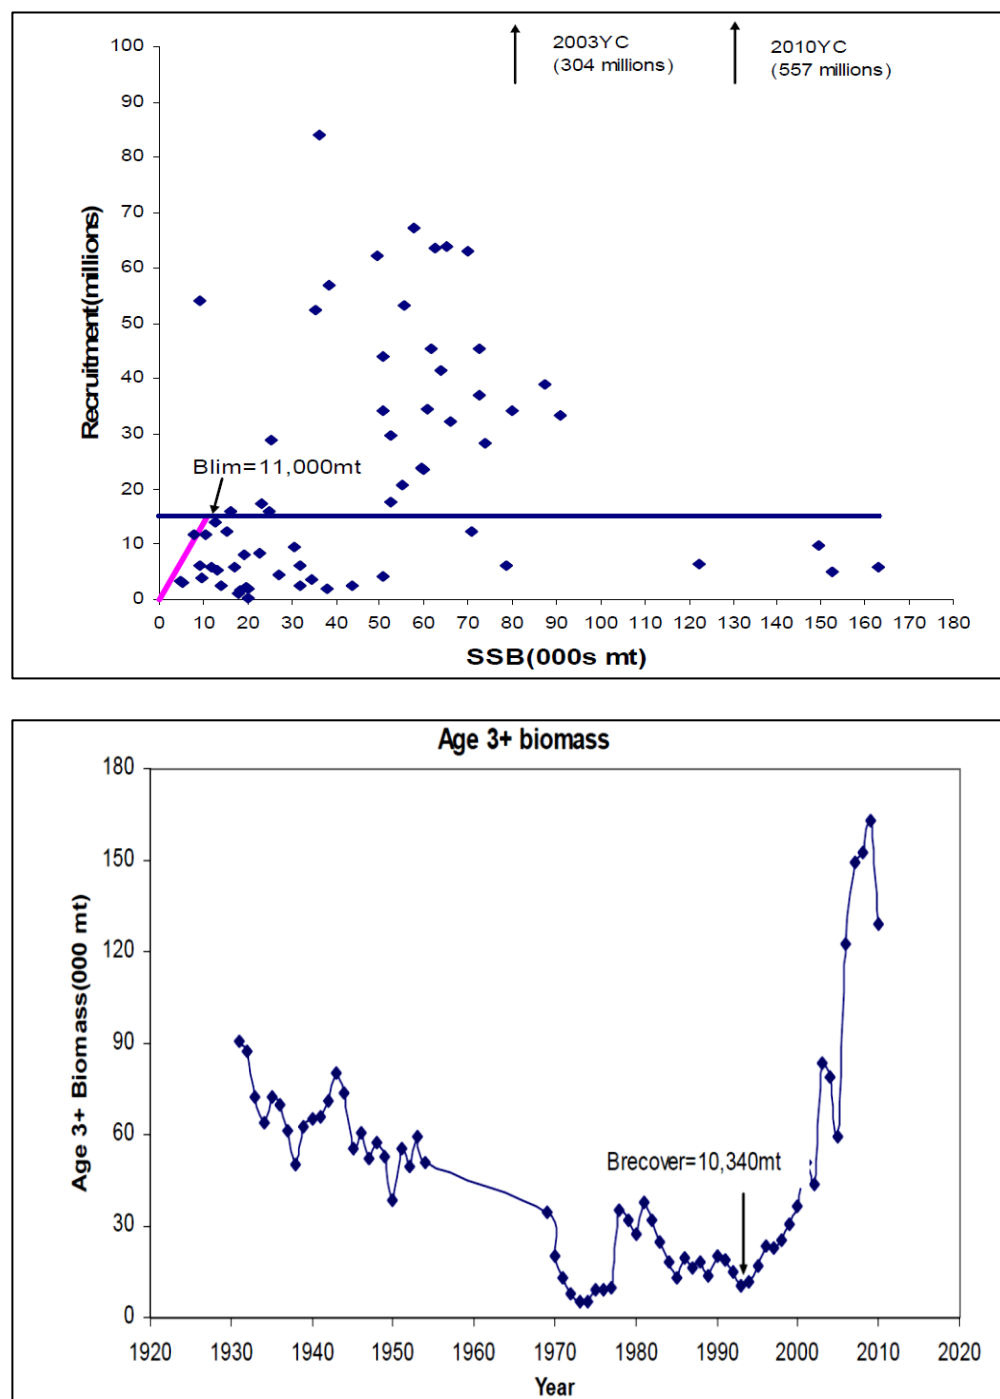 2003YC
(304 millions)
2010YC
(557 millions)
100
90
80
70
60
50
40
30
20
10
0
Recruitment(millions)
Blim=11,000mt
0 10 20 30 40 50 60 70 80 90 100 110 120 130 140 150 160 170 180
SSB(000s mt)
Age 3+ biomass
180
150
120
90
60
30
0
Age 3+ Biomass(000 mt)
Brecover=10,340mt
1920 1930 1940 1950 1960 1970 1980 1990 2000 2010 2020
Year